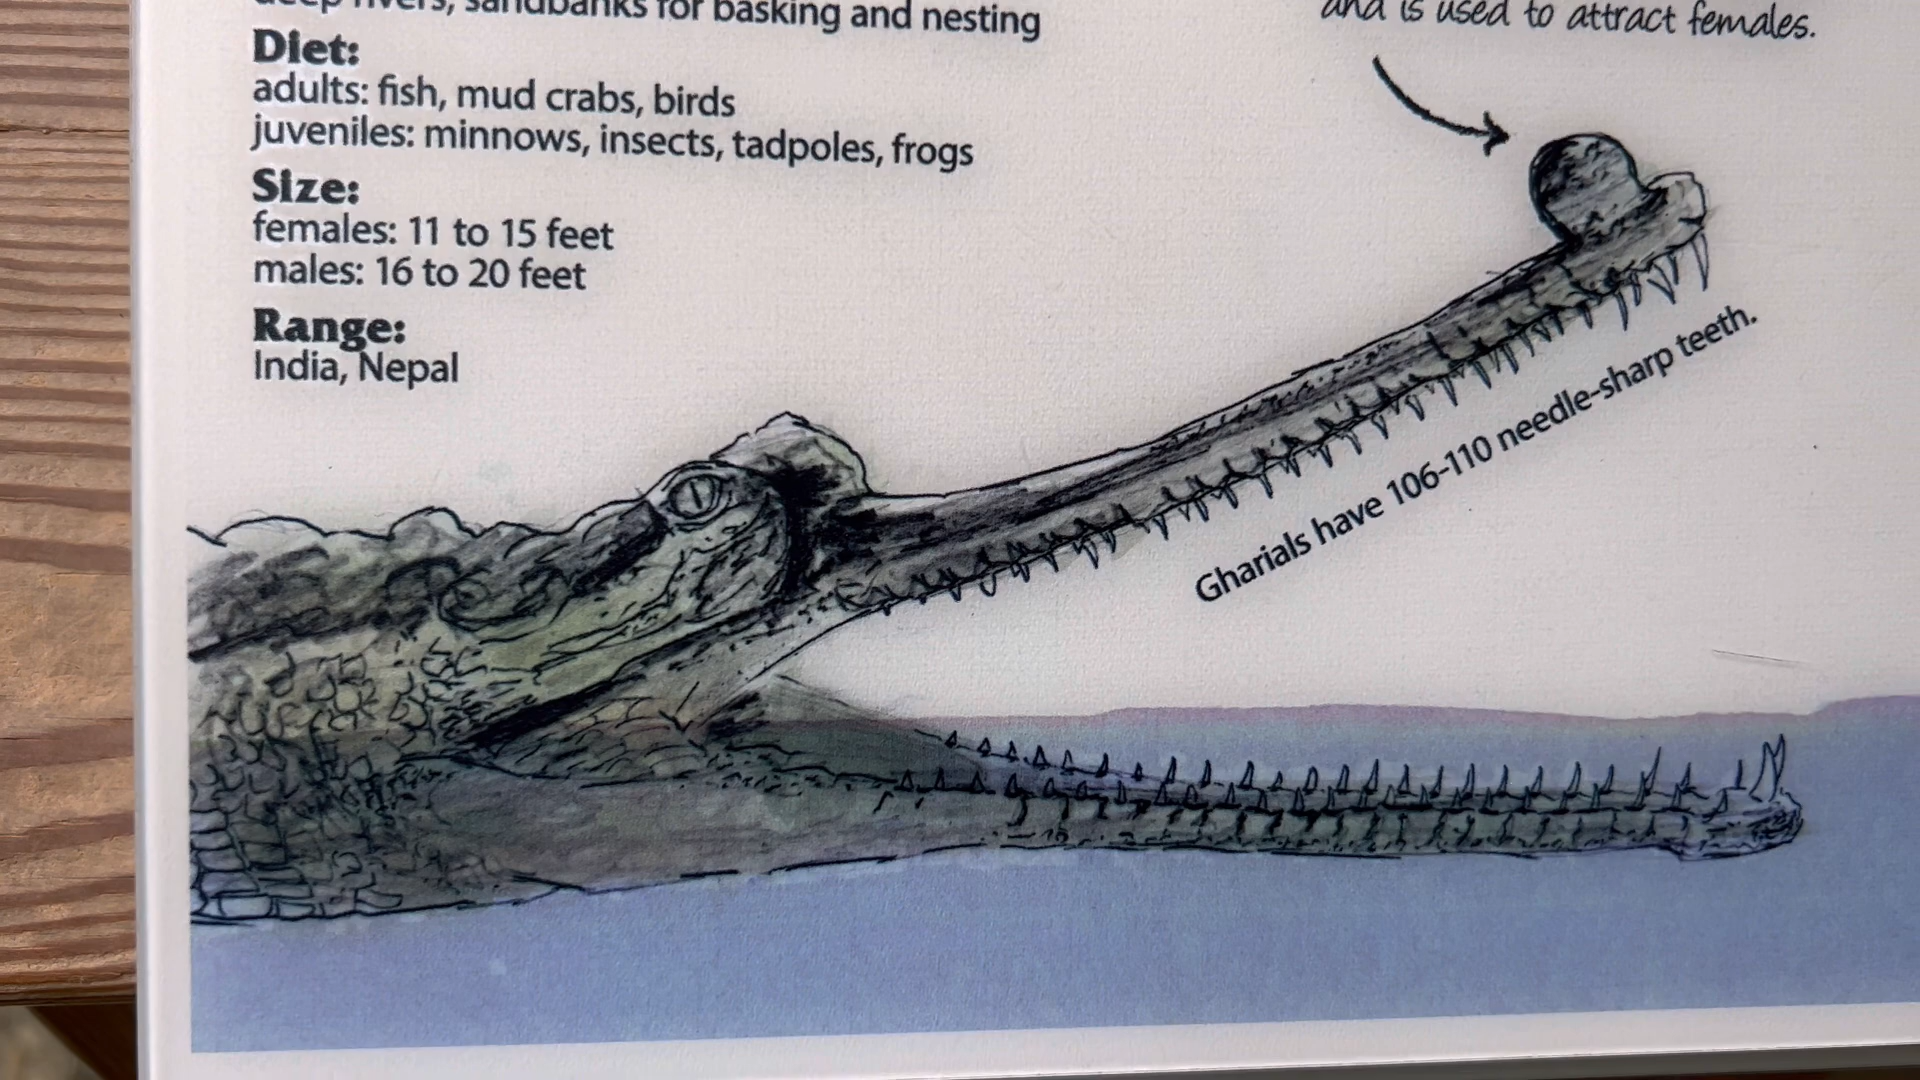 deep rivers, sandbanks for basking and nesting
Diet:
adults: fish, mud crabs, birds
juveniles: minnows, insects, tadpoles, frogs
Size:
females: 11 to 15 feet
males: 16 to 20 feet
Range:
India, Nepal
and is used to attract females.
Gharials have 106-110 needle-sharp teeth.